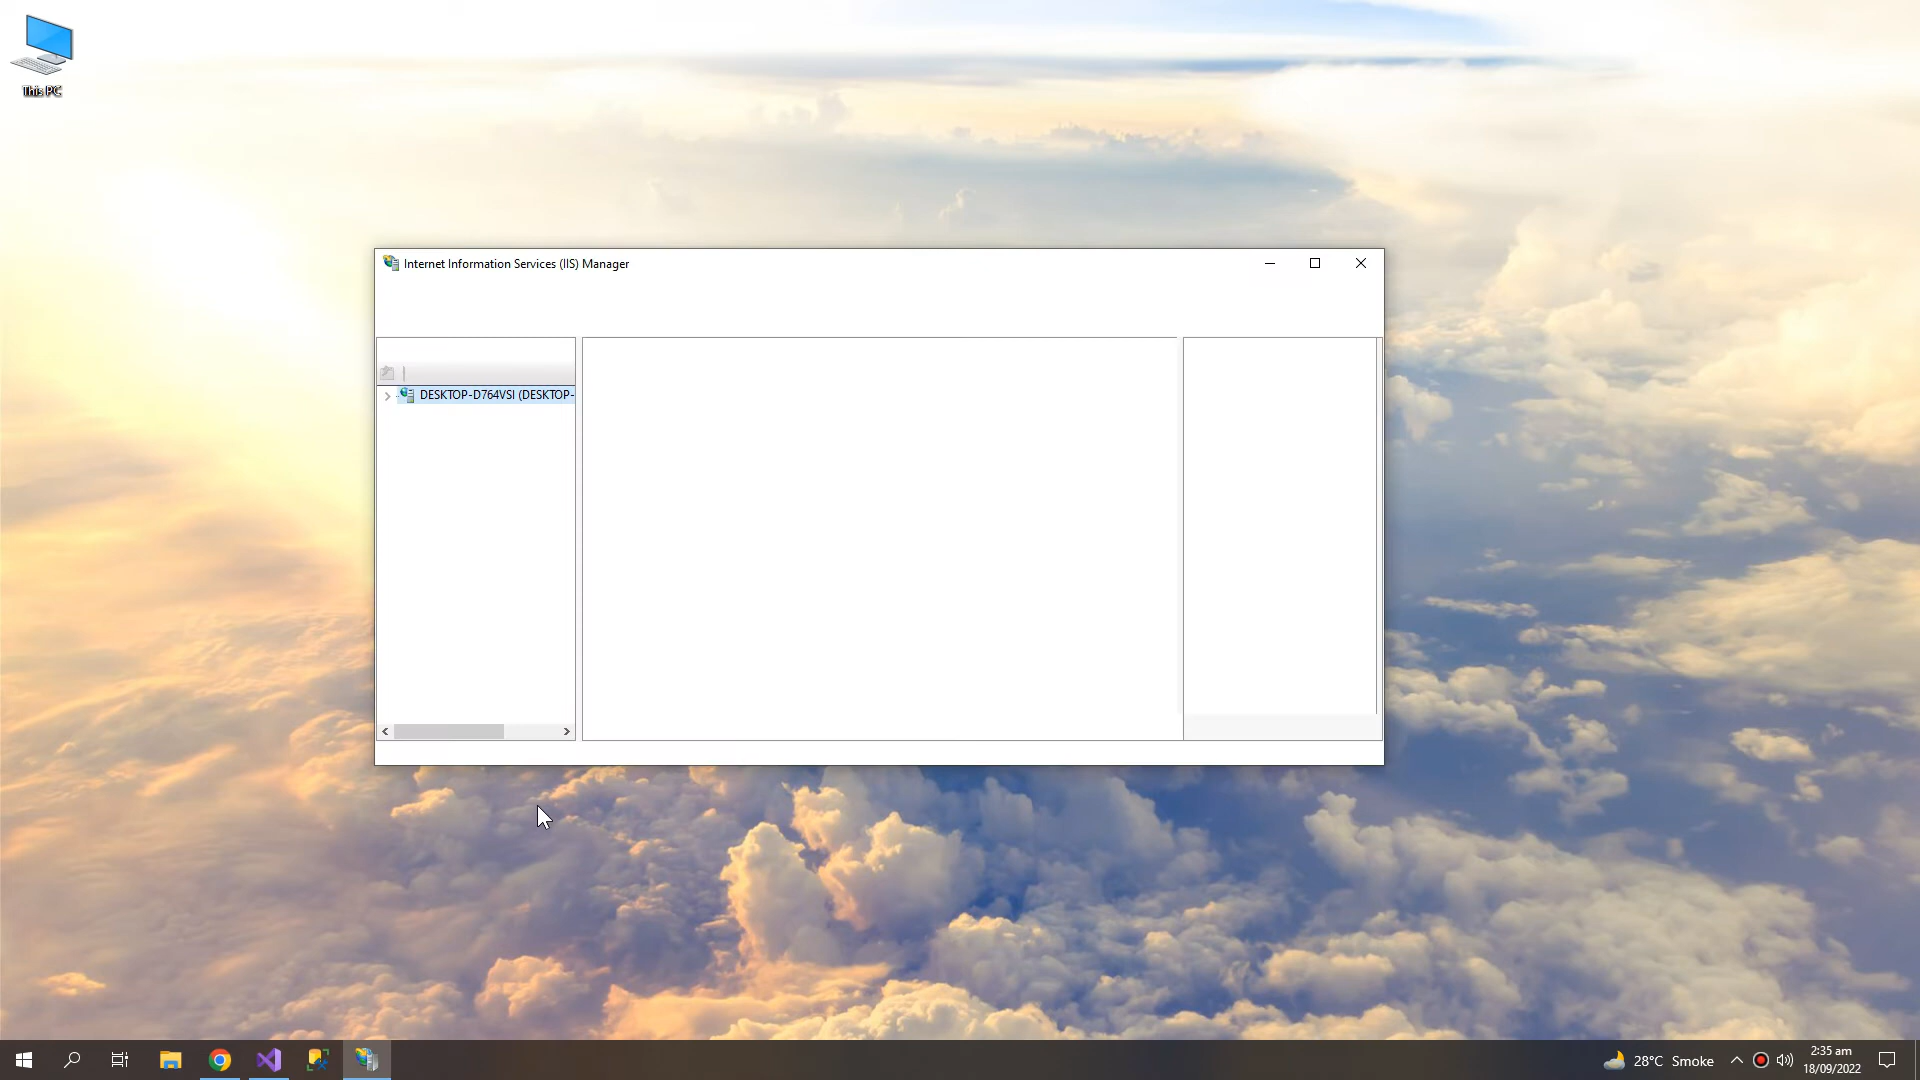 This PC
Internet Information Services (IIS) Manager
DESKTOP-D764VSI (DESKTOP-
28°C Smoke
2:35 am
18/09/2022